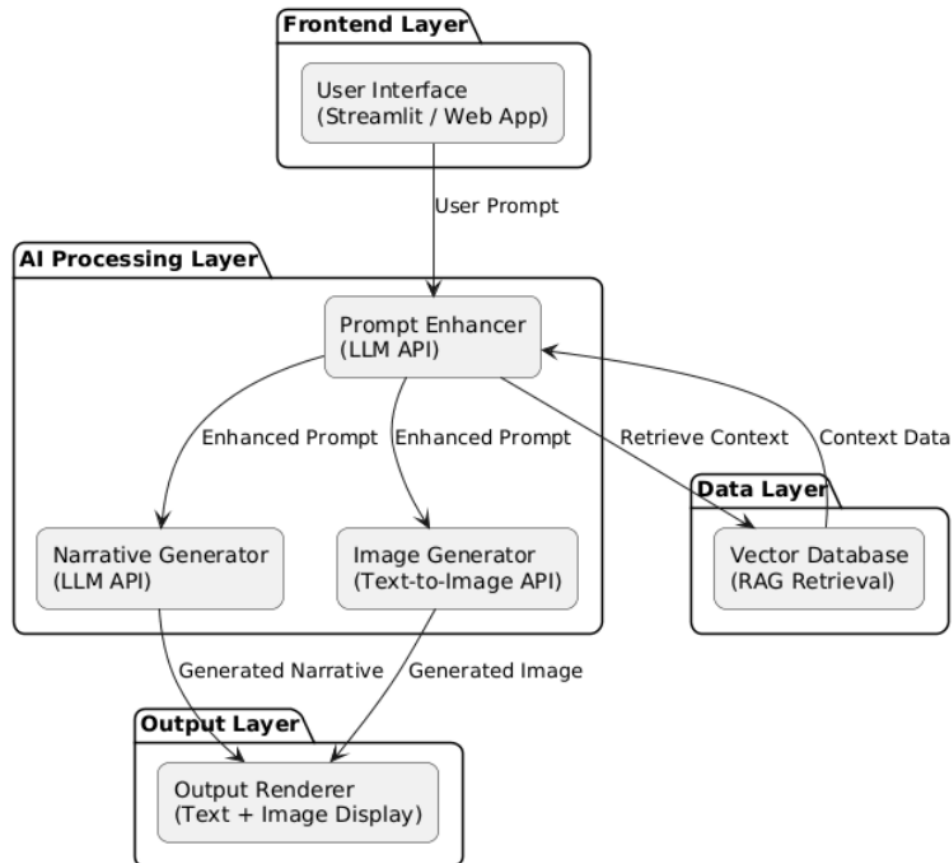 Frontend Layer
User Interface
(Streamlit / Web App)
User Prompt
AI Processing Layer
Prompt Enhancer
(LLM API)
Enhanced Prompt
Enhanced Prompt
Retrieve Context
Context Data
Data Layer
Narrative Generator
(LLM API)
Image Generator
(Text-to-Image API)
Vector Database
(RAG Retrieval)
Generated Narrative
Generated Image
Output Layer
Output Renderer
(Text + Image Display)